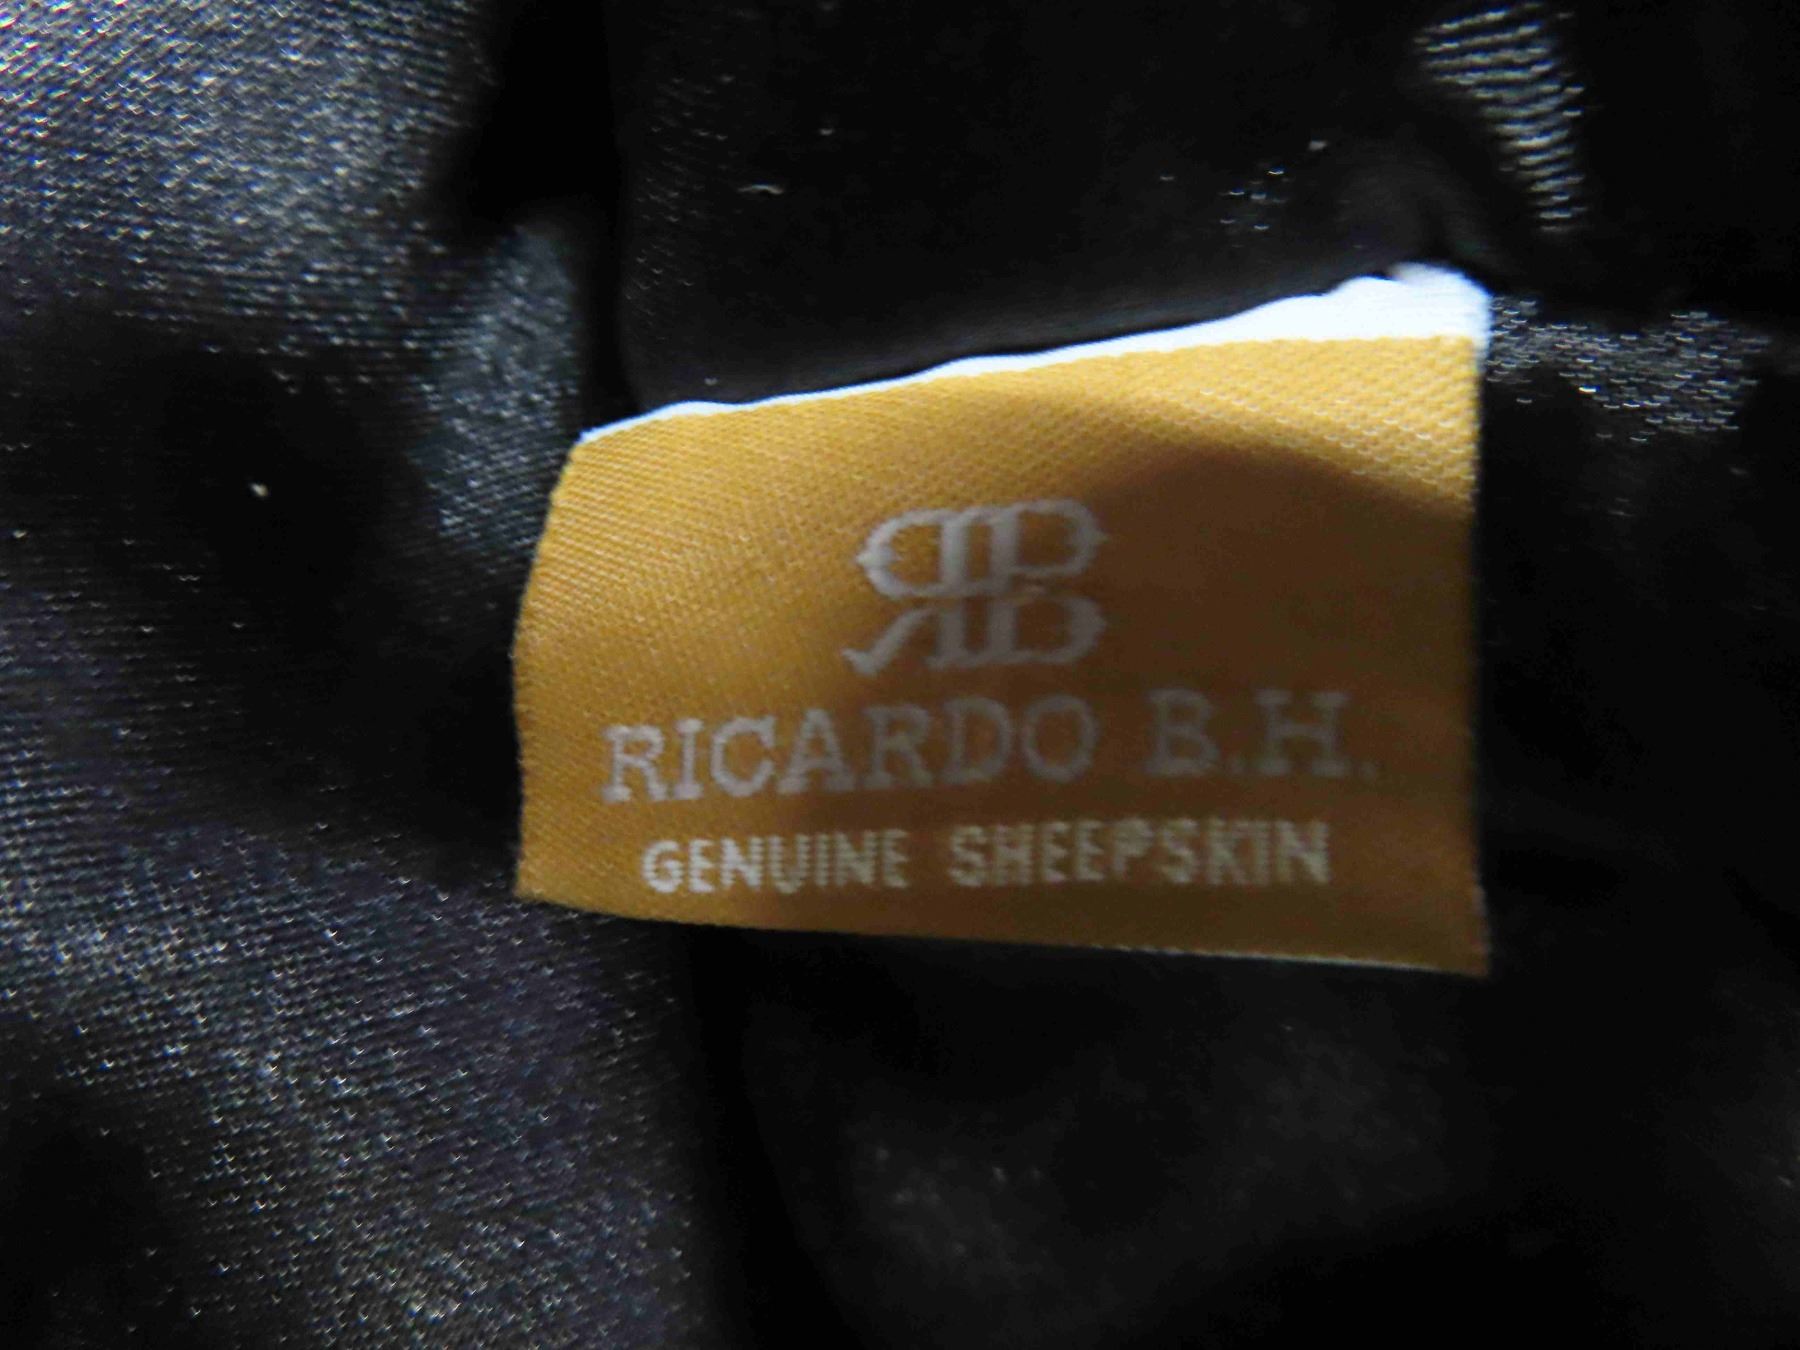 RICARDO B.H.
GENUINE SHEEPSKIN